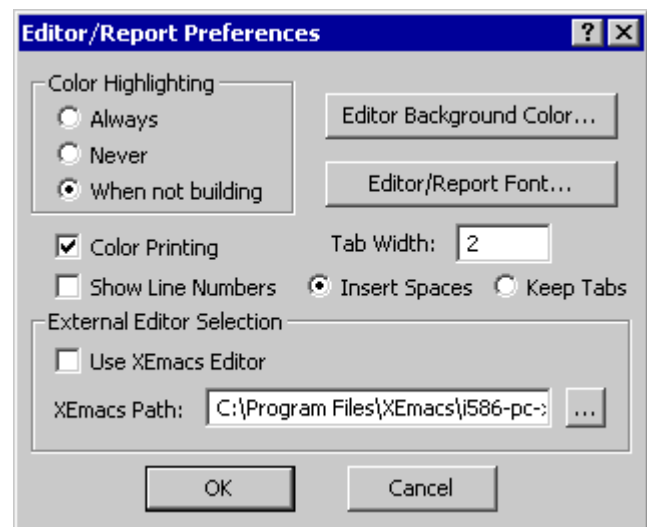 Editor/Report Preferences
Color Highlighting
Always
Never
When not building
Editor Background Color...
Editor/Report Font...
Color Printing
Tab Width: 2
Show Line Numbers
Insert Spaces
Keep Tabs
External Editor Selection
Use XEmacs Editor
XEmacs Path: C:\Program Files\XEmacs\i586-pc- ...
OK
Cancel